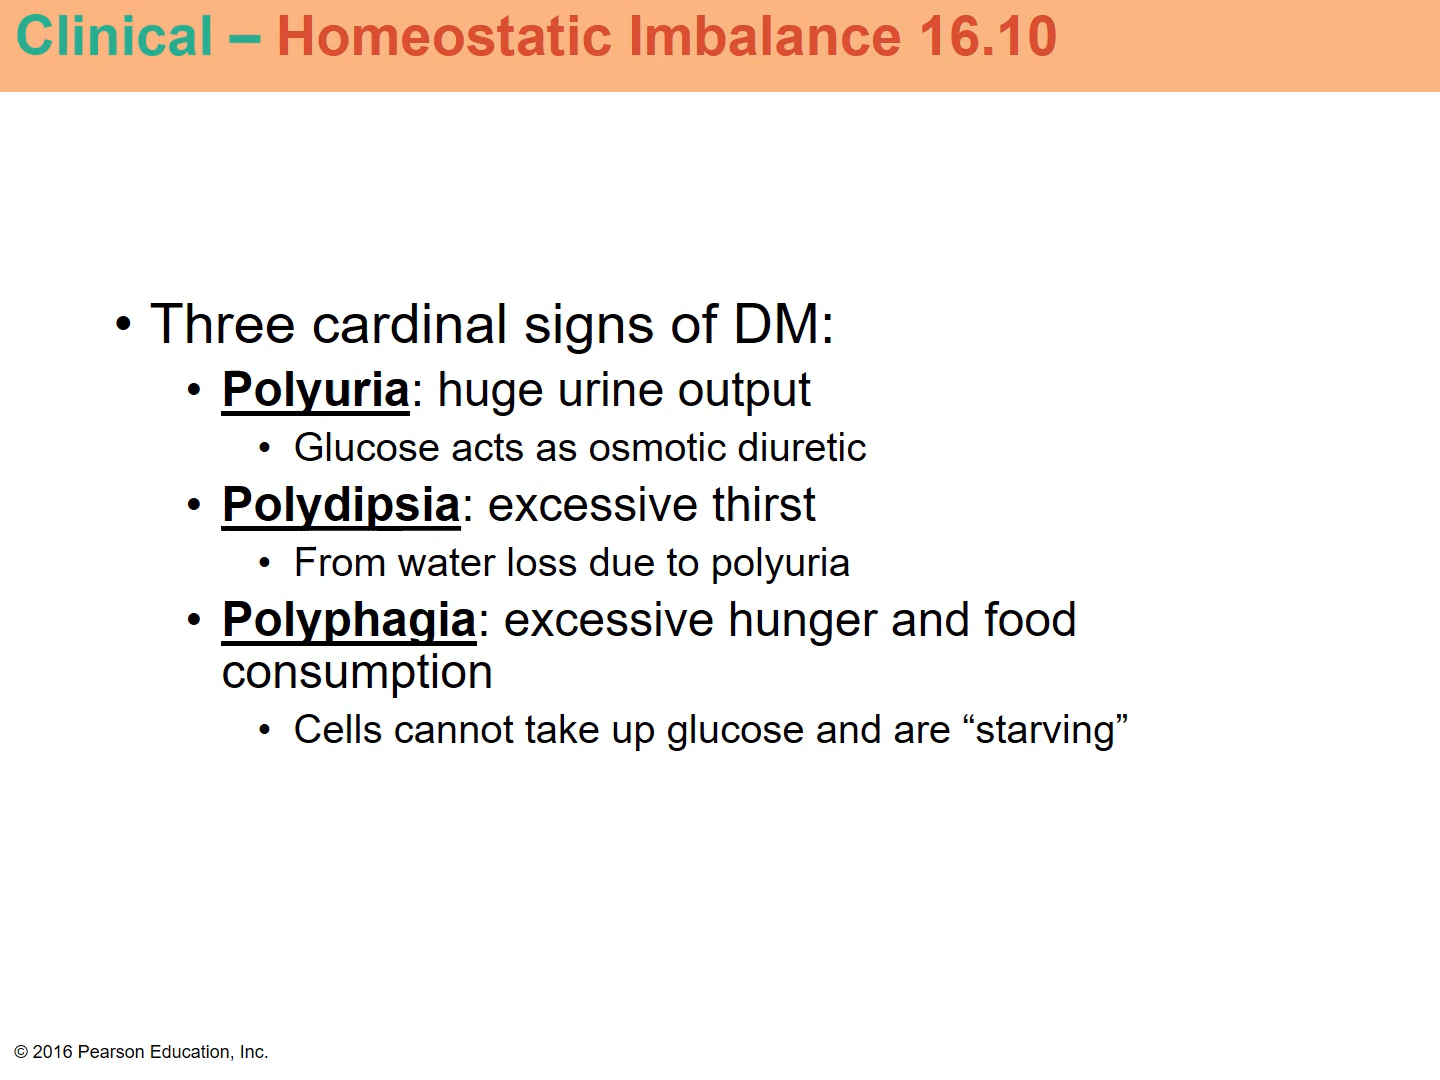 Clinical – Homeostatic Imbalance 16.10
• Three cardinal signs of DM:
• Polyuria: huge urine output
• Glucose acts as osmotic diuretic
• Polydipsia: excessive thirst
• From water loss due to polyuria
• Polyphagia: excessive hunger and food
consumption
• Cells cannot take up glucose and are “starving”
© 2016 Pearson Education, Inc.